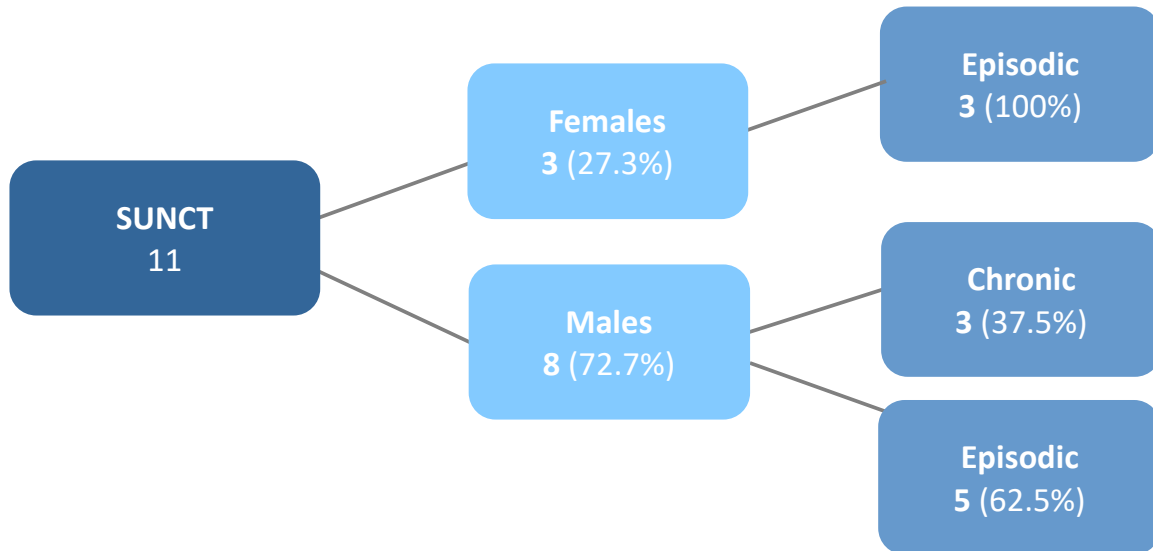 SUNCT
11
Females
3 (27.3%)
Males
8 (72.7%)
Episodic
3 (100%)
Chronic
3 (37.5%)
Episodic
5 (62.5%)